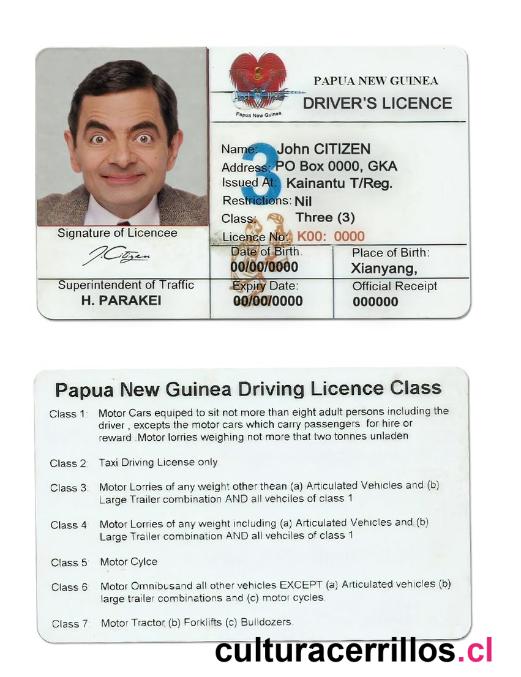 PAPUA NEW GUINEA
DRIVER'S LICENCE
Papua New Guinea
3
Name: John CITIZEN
Address: PO Box 0000, GKA
Issued At: Kainantu T/Reg.
Restrictions: Nil
Class: Three (3)
Licence No: K00: 0000
Signature of Licencee
J. Citizen
Date of Birth.
00/00/0000
Place of Birth:
Xianyang,
Superintendent of Traffic
H. PARAKEI
Expiry Date:
00/00/0000
Official Receipt
000000
Papua New Guinea Driving Licence Class
Class 1 Motor Cars equiped to sit not more than eight adult persons including the
driver , excepts the motor cars which carry passengers for hire or
reward .Motor lorries weighing not more that two tonnes unladen
Class 2 Taxi Driving License only
Class 3 Motor Lorries of any weight other thean (a) Articulated Vehicles and (b)
Large Trailer combination AND all vehciles of class 1
Class 4 Motor Lorries of any weight including (a) Articulated Vehicles and (b)
Large Trailer combination AND all vehciles of class 1
Class 5 Motor Cylce
Class 6 Motor Omnibusand all other vehicles EXCEPT (a) Articulated vehicles (b)
large trailer combinations and (c) motor cycles.
Class 7 Motor Tractor (b) Forklifts (c) Bulldozers.
culturacerrillos.cl